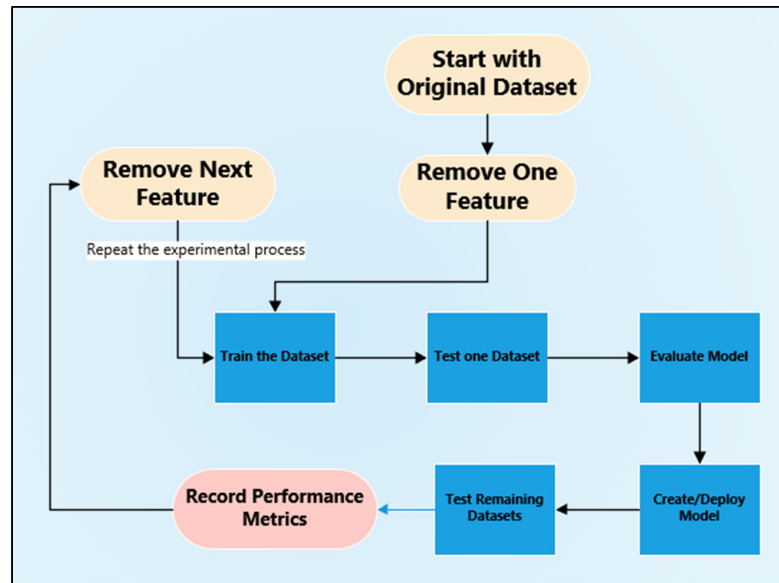 Start with
Original Dataset
Remove Next
Feature
Remove One
Feature
Repeat the experimental process
Train the Dataset
Test one Dataset
Evaluate Model
Record Performance
Metrics
Test Remaining
Datasets
Create/Deploy
Model